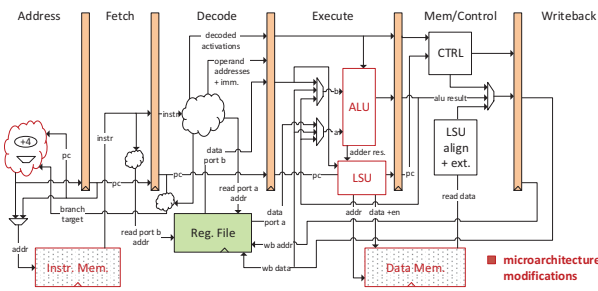 Address
Fetch
Decode
Execute
Mem/Control
Writeback
decoded
activations
operand
addresses
+ imm.
CTRL
b
ALU
alu result
instr
instr
+4
a
LSU
align
+ ext.
data
port b
adder res.
pc
pc
pc
pc
LSU
pc
read port a
addr
read data
branch
target
data
port a
addr
data +en
addr
read port b
addr
Reg. File
wb addr
wb data
Instr. Mem.
Data Mem.
microarchitecture
modifications